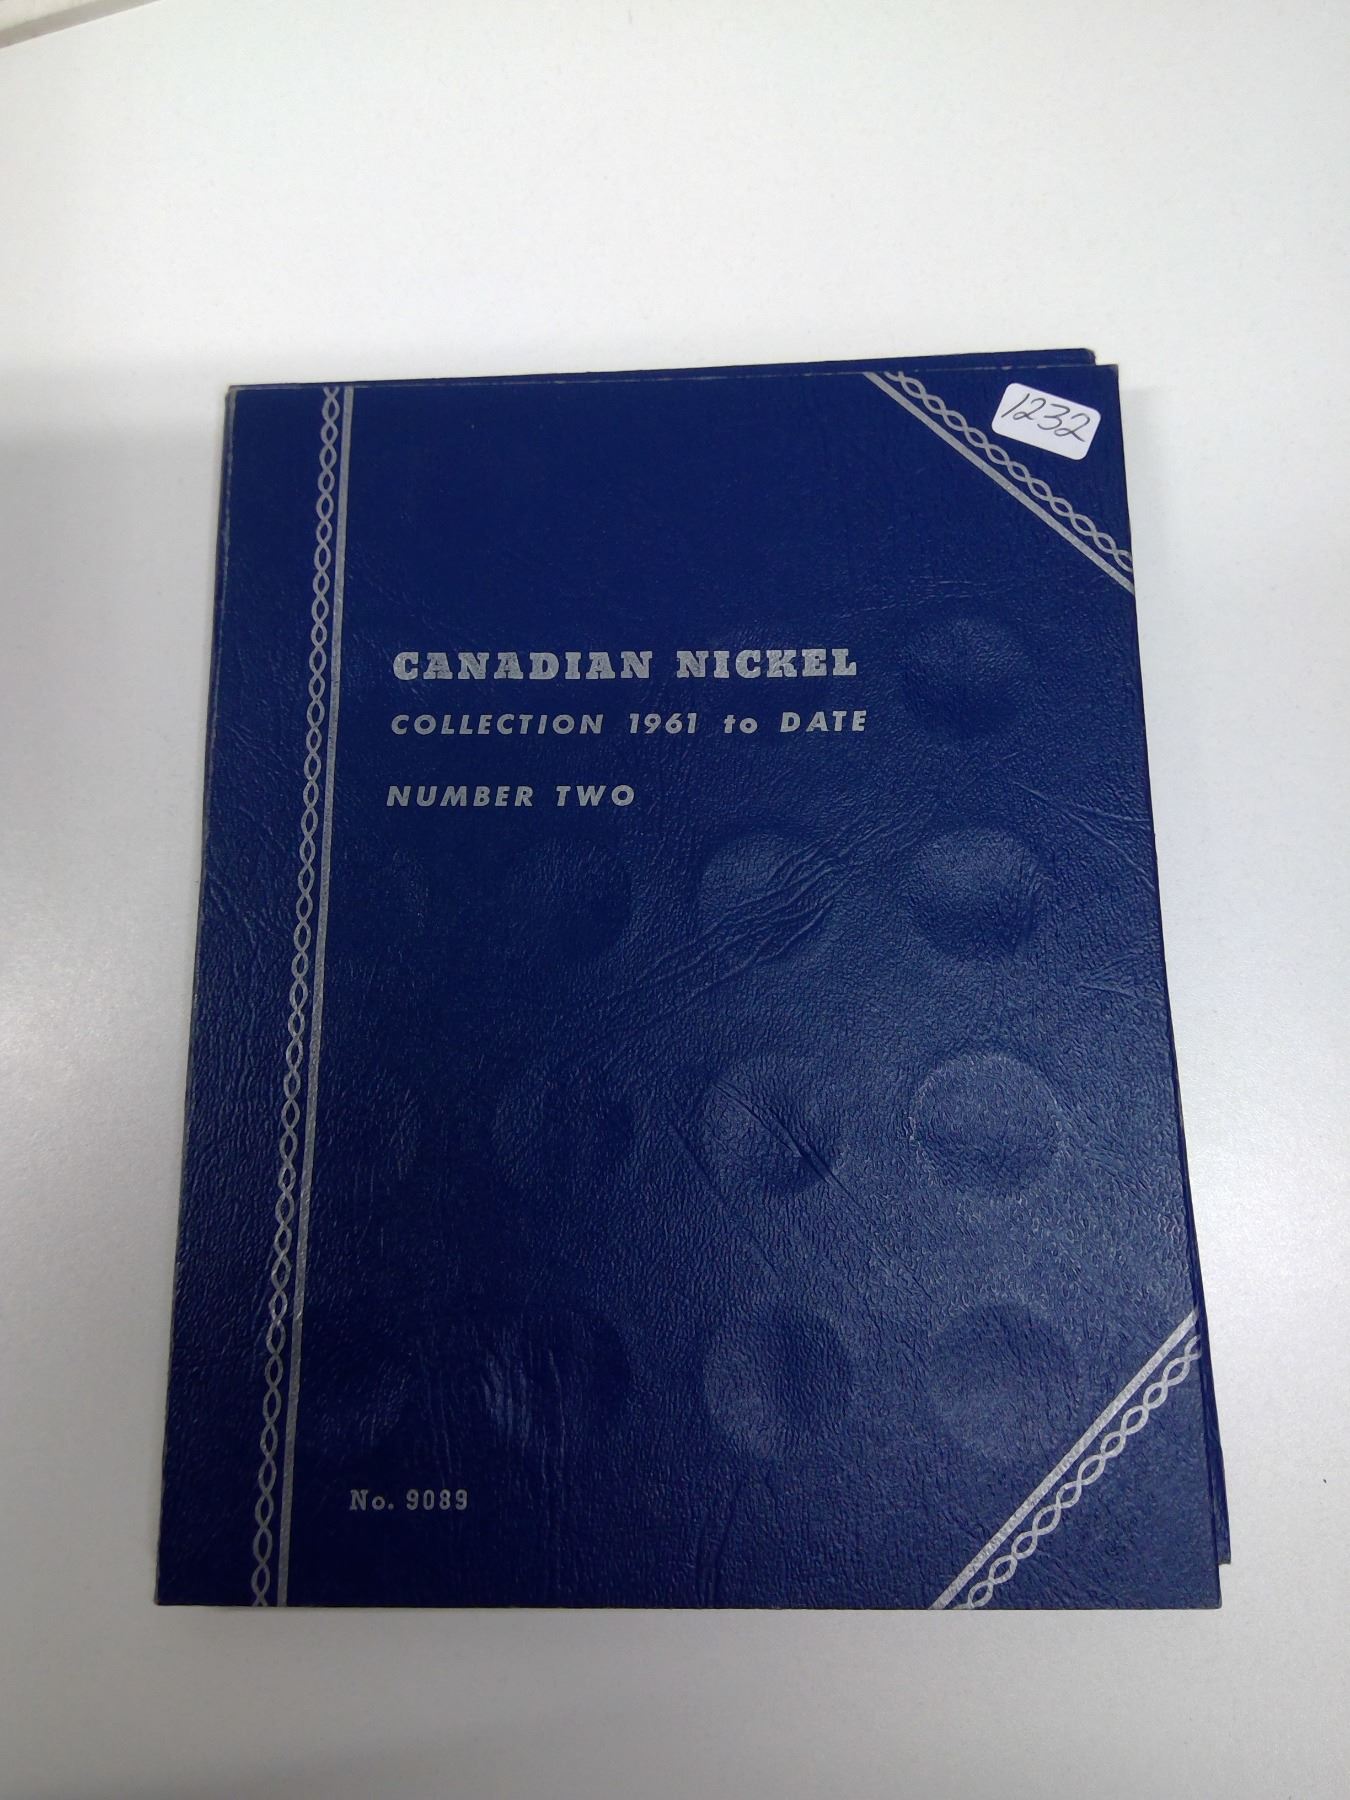 1232
CANADIAN NICKEL
COLLECTION 1961 to DATE
NUMBER TWO
No. 9089